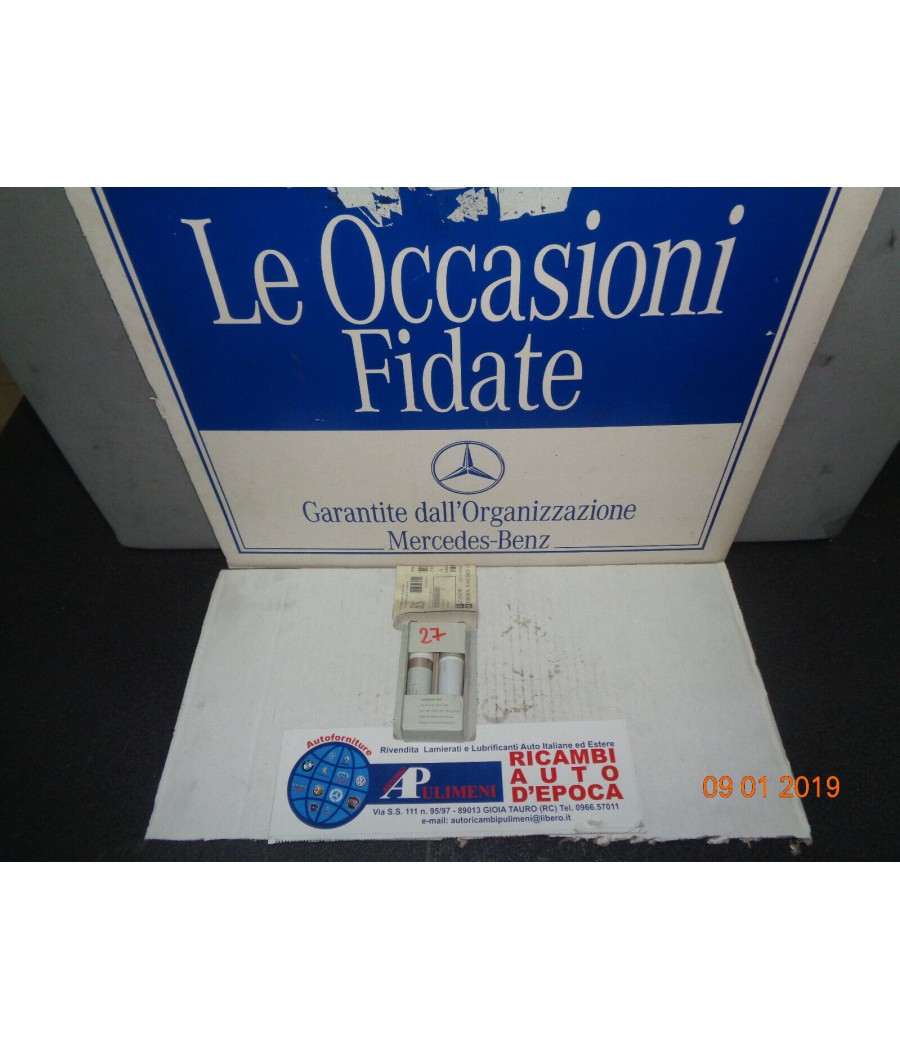 Le Occasioni
Fidate
Garantite dall'Organizzazione
Mercedes-Benz
27
Autoforniture
Rivendita Lamierati e Lubrificanti Auto Italiane ed Estere
APULIMENI
RICAMBI
AUTO
D'EPOCA
Via S.S. 111 n. 95/97 - 89013 GIOIA TAURO (RC) Tel. 0966.57011
e-mail: autoricambipulimeni@libero.it
09 01 2019